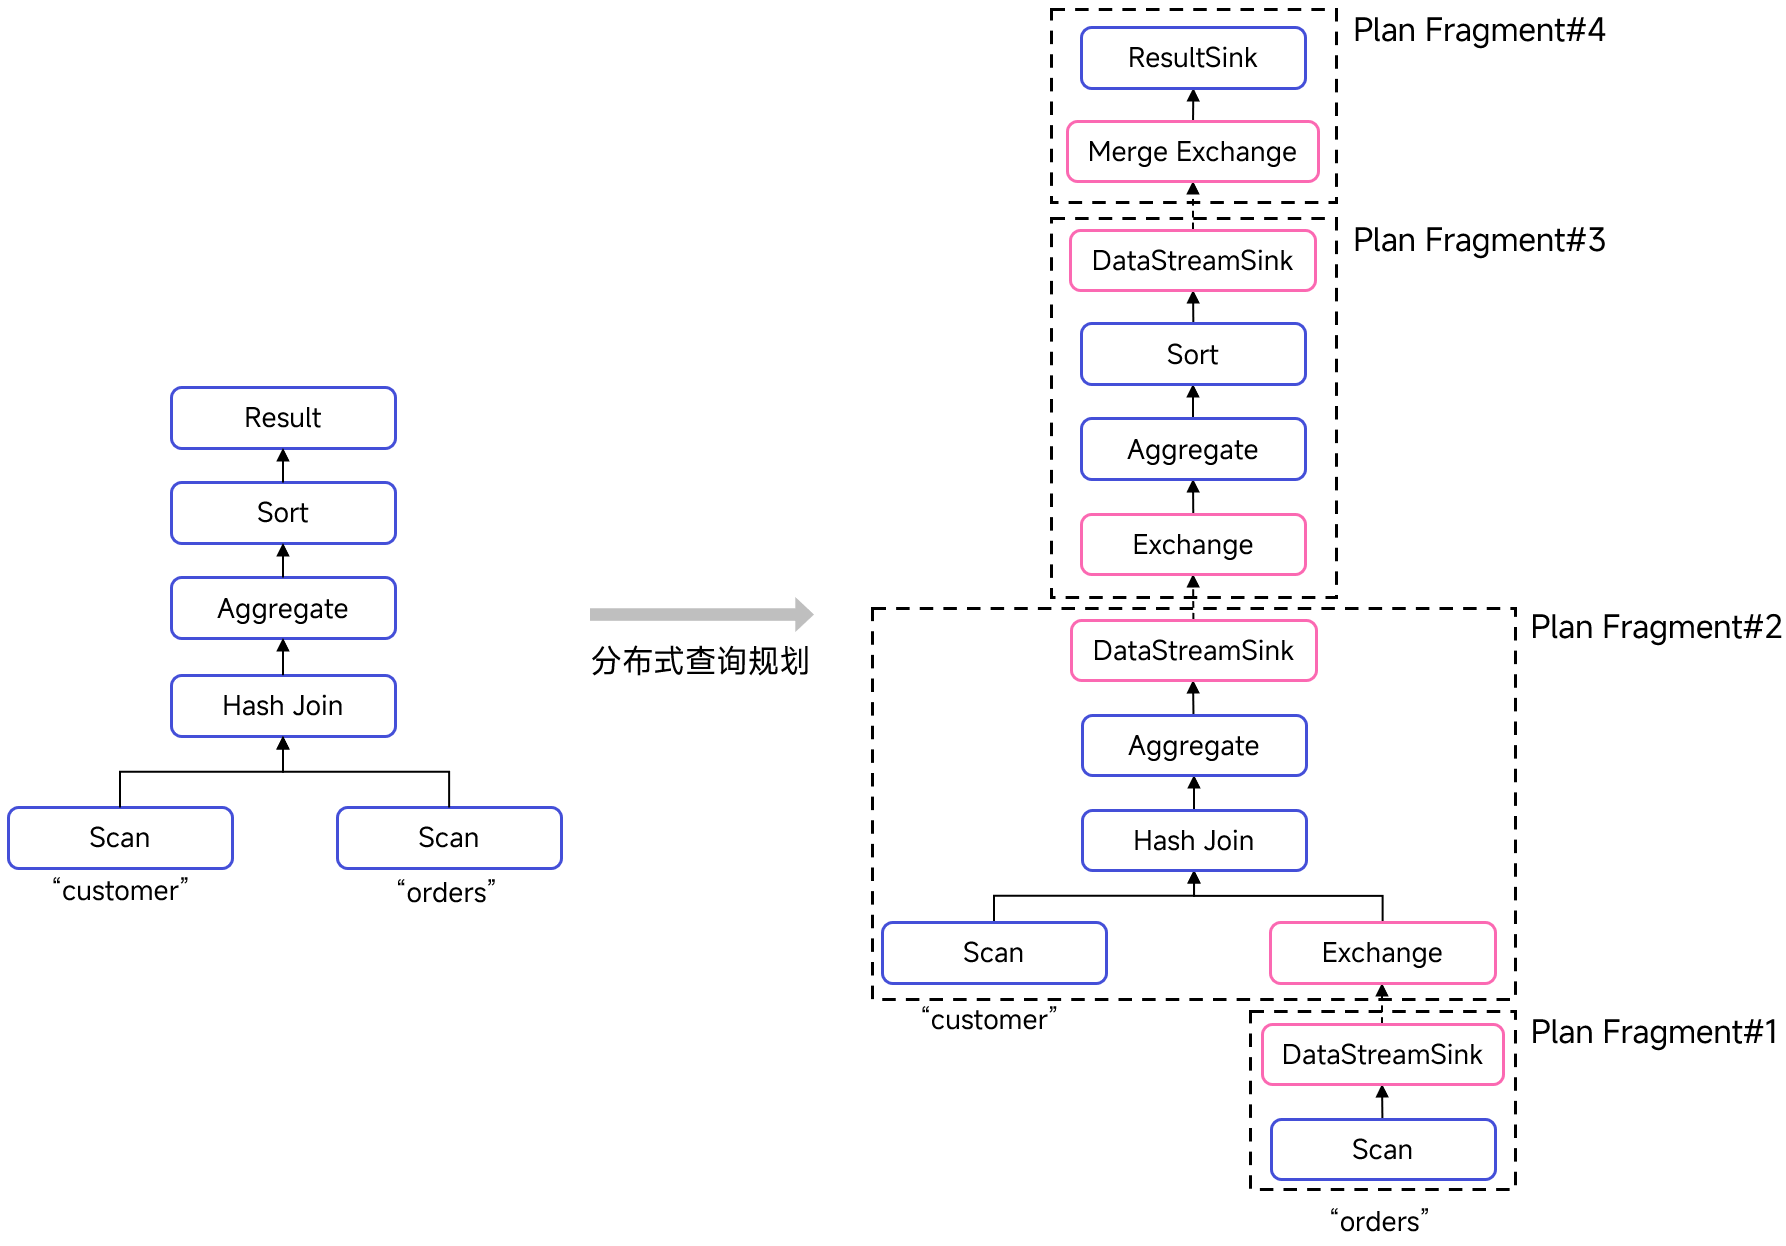 Result
Sort
Aggregate
Hash Join
Scan
Scan
“customer”
“orders”
分布式查询规划
Plan Fragment#4
ResultSink
Merge Exchange
Plan Fragment#3
DataStreamSink
Sort
Aggregate
Exchange
Plan Fragment#2
DataStreamSink
Aggregate
Hash Join
Scan
Exchange
“customer”
Plan Fragment#1
DataStreamSink
Scan
“orders”